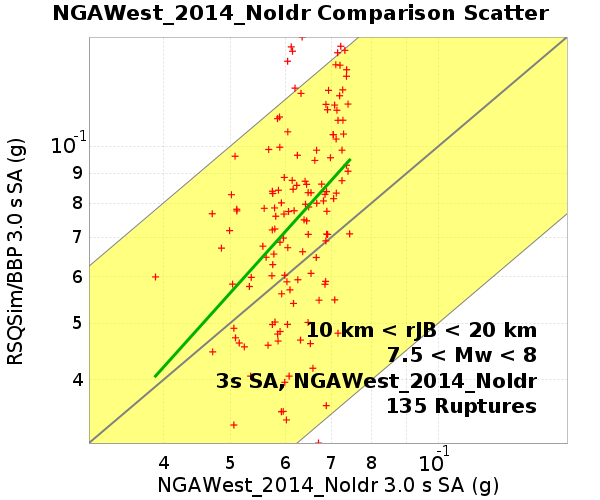 NGAWest_2014_NoIdr Comparison Scatter
RSQSim/BBP 3.0 s SA (g)
10⁻¹
9
8
7
6
5
4
10 km < rJB < 20 km
7.5 < Mw < 8
3s SA, NGAWest_2014_NoIdr
135 Ruptures
4 5 6 7 8 10⁻¹
NGAWest_2014_NoIdr 3.0 s SA (g)